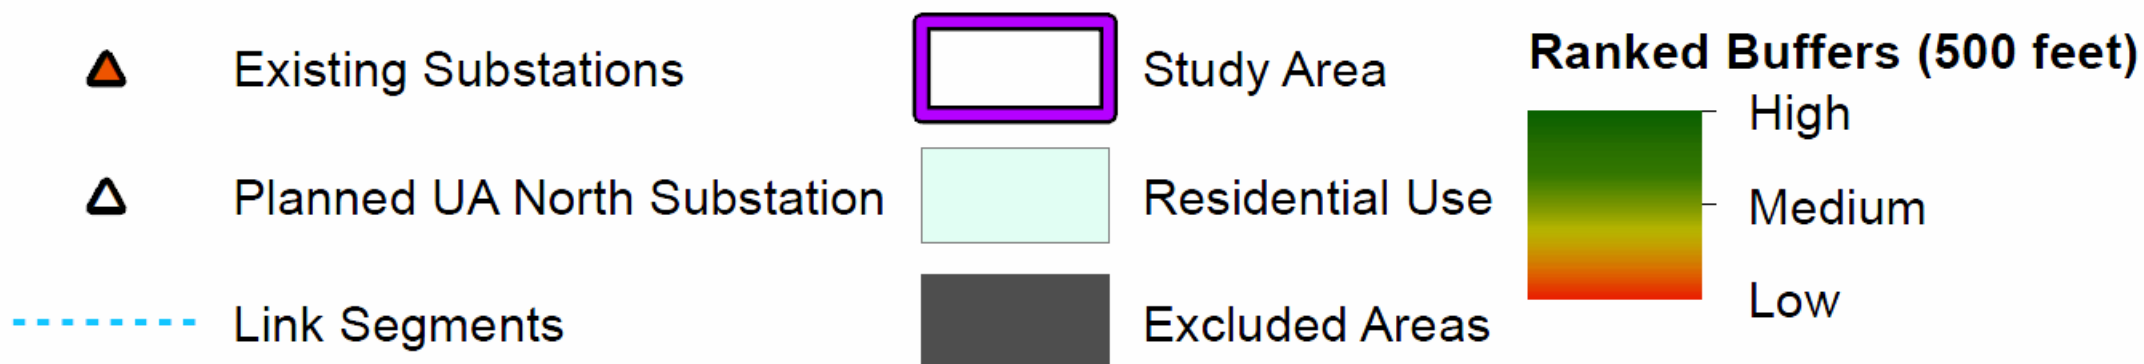 Existing Substations
Planned UA North Substation
Link Segments
Study Area
Residential Use
Excluded Areas
Ranked Buffers (500 feet)
High
Medium
Low